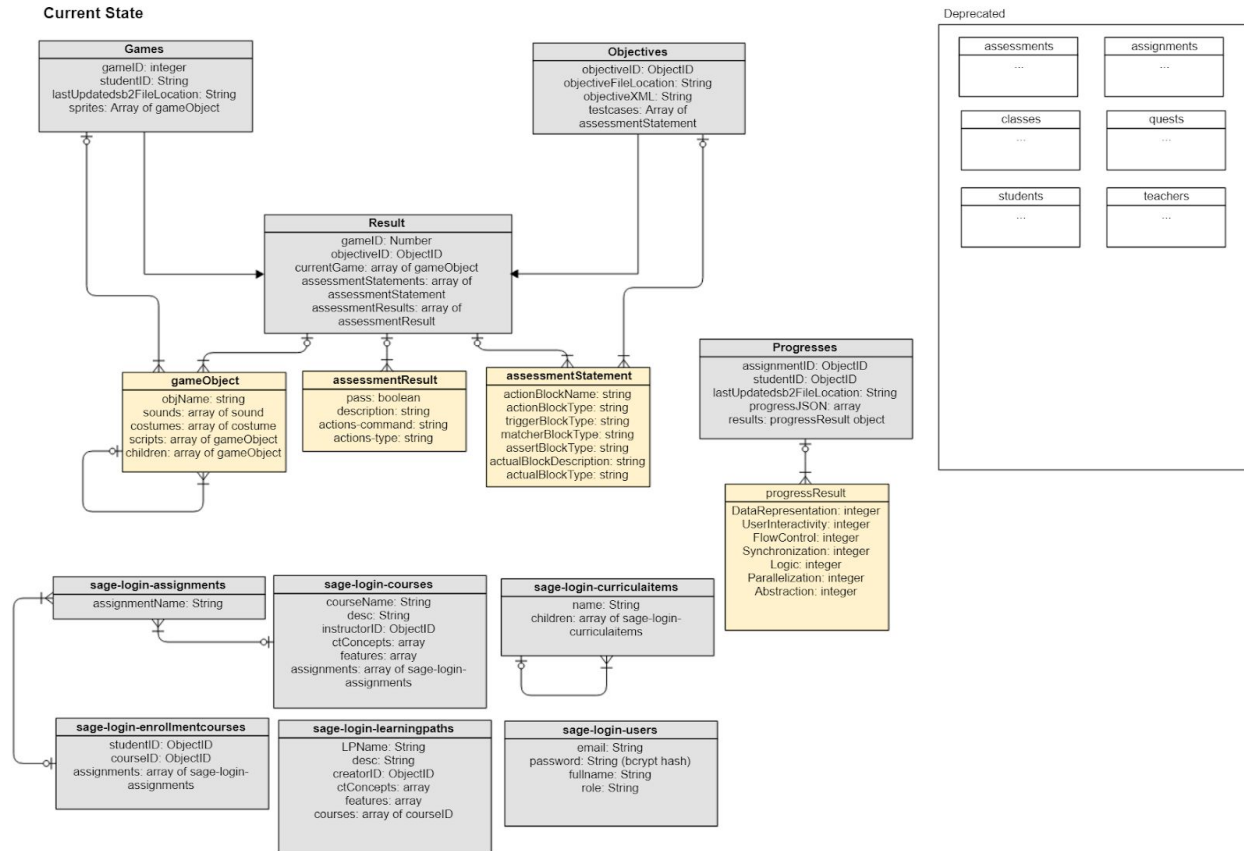 Current State
Deprecated
Games
gameID: integer
studentID: String
lastUpdatedsb2FileLocation: String
sprites: Array of gameObject
Objectives
objectiveID: ObjectID
objectiveFileLocation: String
objectiveXML: String
testcases: Array of
assessmentStatement
assessments
...
assignments
...
classes
...
quests
...
students
...
teachers
...
Result
gameID: Number
objectiveID: ObjectID
currentGame: array of gameObject
assessmentStatements: array of
assessmentStatement
assessmentResults: array of
assessmentResult
gameObject
objName: string
sounds: array of sound
costumes: array of costume
scripts: array of gameObject
children: array of gameObject
assessmentResult
pass: boolean
description: string
actions-command: string
actions-type: string
assessmentStatement
actionBlockName: string
actionBlockType: string
triggerBlockType: string
matcherBlockType: string
assertBlockType: string
actualBlockDescription: string
actualBlockType: string
Progresses
assignmentID: ObjectID
studentID: ObjectID
lastUpdatedsb2FileLocation: String
progressJSON: array
results: progressResult object
progressResult
DataRepresentation: integer
UserInteractivity: integer
FlowControl: integer
Synchronization: integer
Logic: integer
Parallelization: integer
Abstraction: integer
sage-login-assignments
assignmentName: String
sage-login-courses
courseName: String
desc: String
instructorID: ObjectID
ctConcepts: array
features: array
assignments: array of sage-login-
assignments
sage-login-curriculaitems
name: String
children: array of sage-login-
curriculaitems
sage-login-enrollmentcourses
studentID: ObjectID
courseID: ObjectID
assignments: array of sage-login-
assignments
sage-login-learningpaths
LPName: String
desc: String
creatorID: ObjectID
ctConcepts: array
features: array
courses: array of courseID
sage-login-users
email: String
password: String (bcrypt hash)
fullname: String
role: String